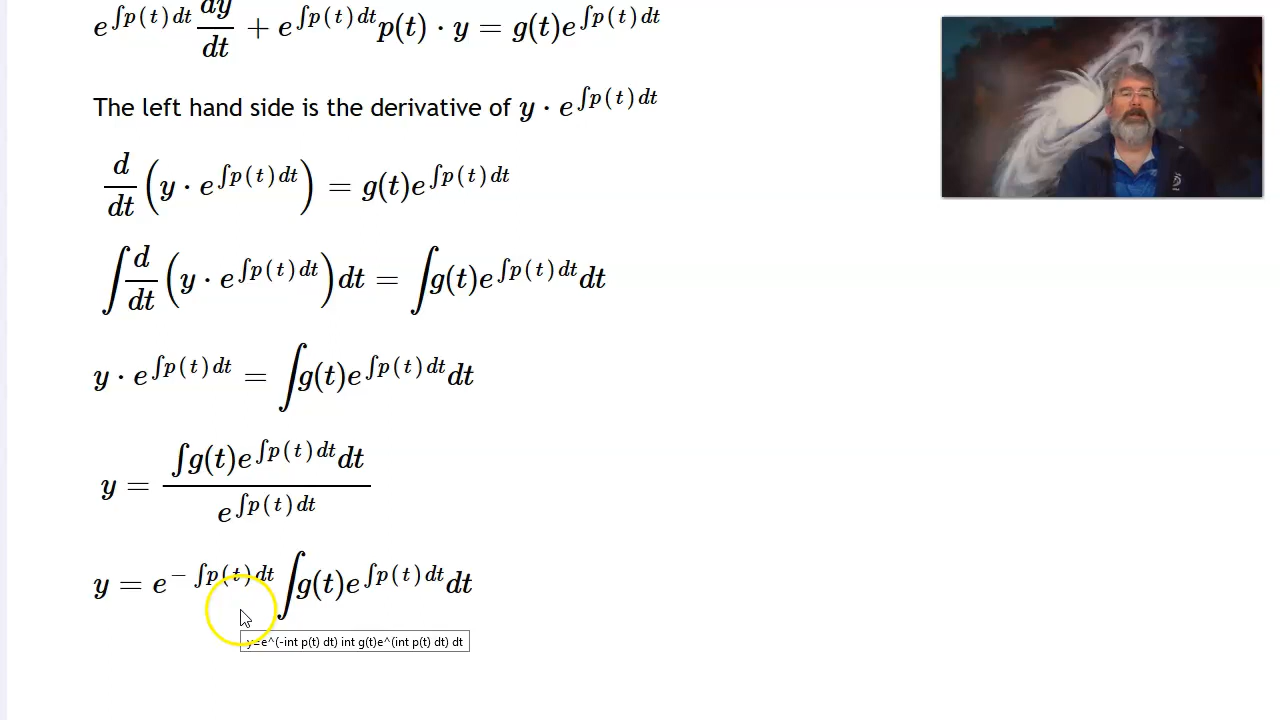 e^∫p(t)dt dy/dt + e^∫p(t)dt p(t) · y = g(t)e^∫p(t)dt
The left hand side is the derivative of y · e^∫p(t)dt
d/dt (y · e^∫p(t)dt) = g(t)e^∫p(t)dt
∫ d/dt (y · e^∫p(t)dt) dt = ∫ g(t)e^∫p(t)dt dt
y · e^∫p(t)dt = ∫ g(t)e^∫p(t)dt dt
y = ∫g(t)e^∫p(t)dt dt / e^∫p(t)dt
y = e^−∫p(t)dt ∫ g(t)e^∫p(t)dt dt
y=e^(-int p(t) dt) int g(t)e^(int p(t) dt) dt